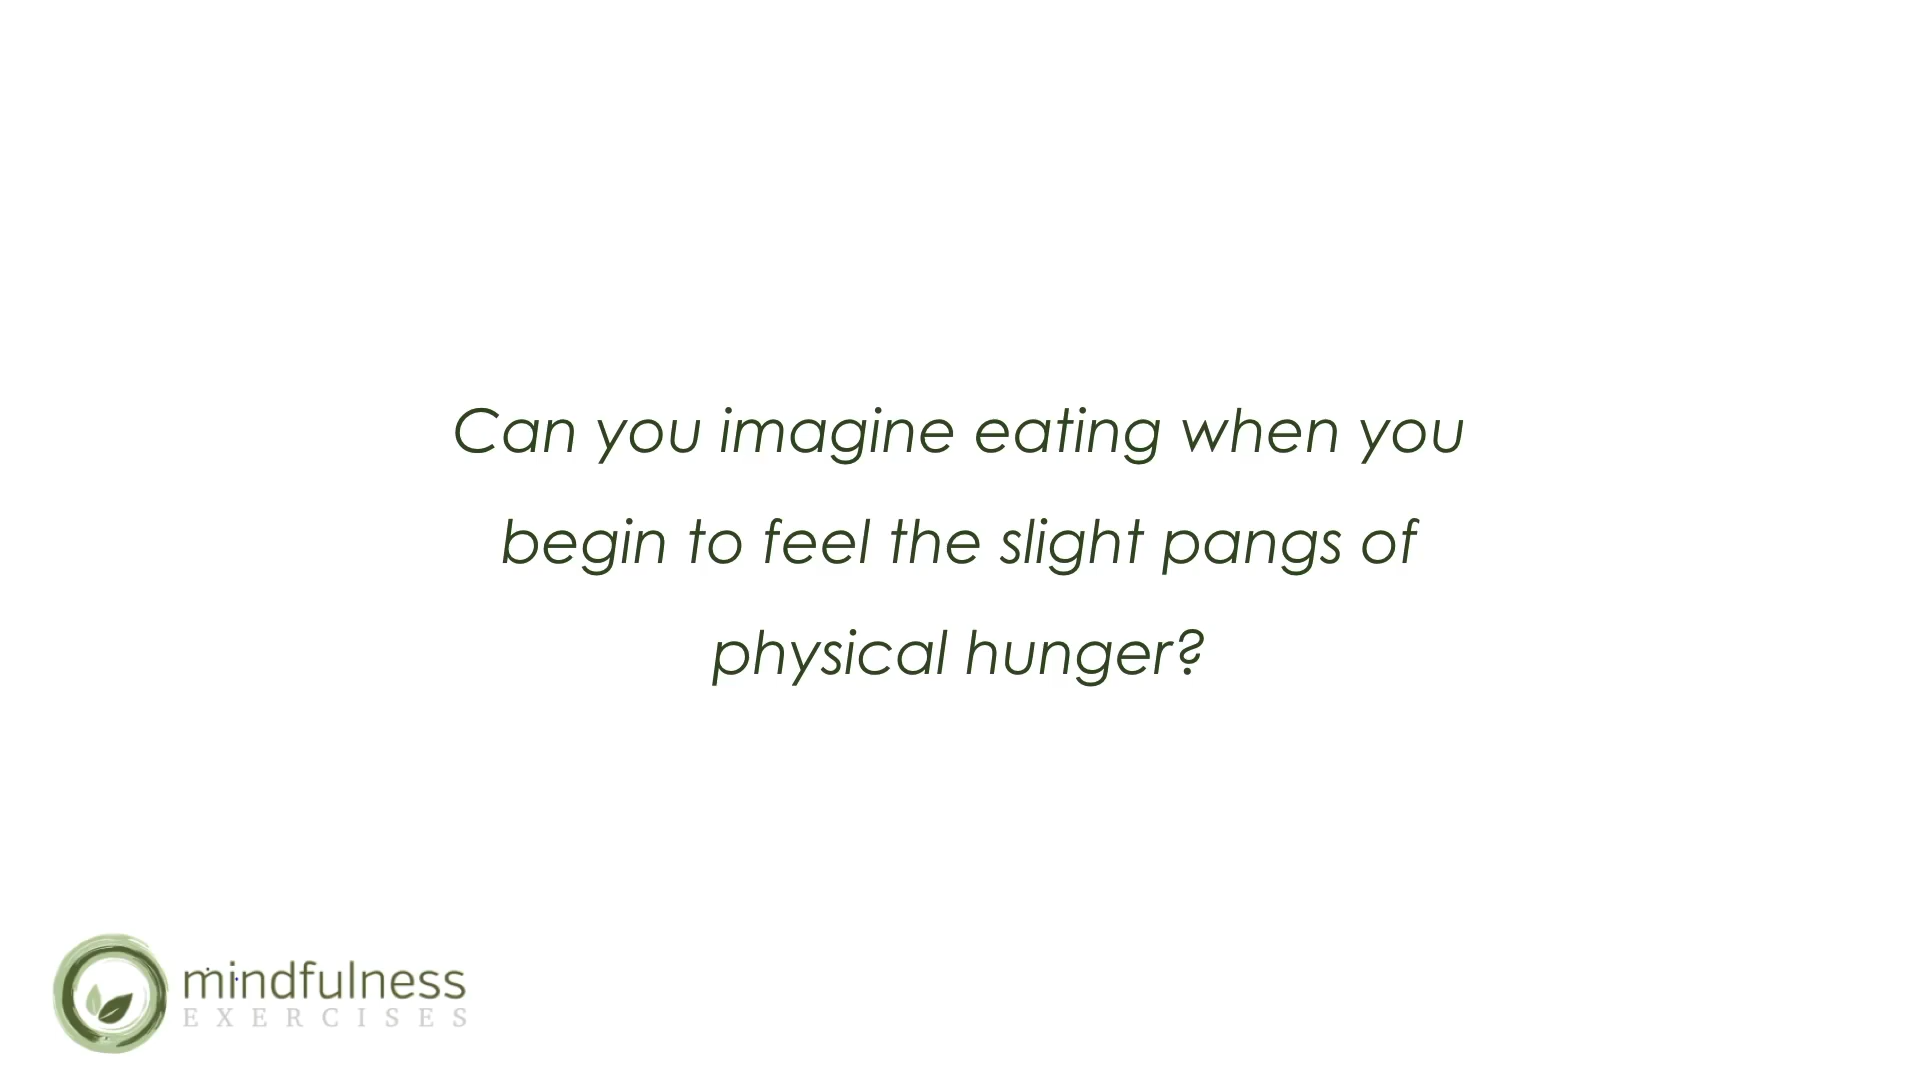 Can you imagine eating when you
begin to feel the slight pangs of
physical hunger?
mindfulness
EXERCISES